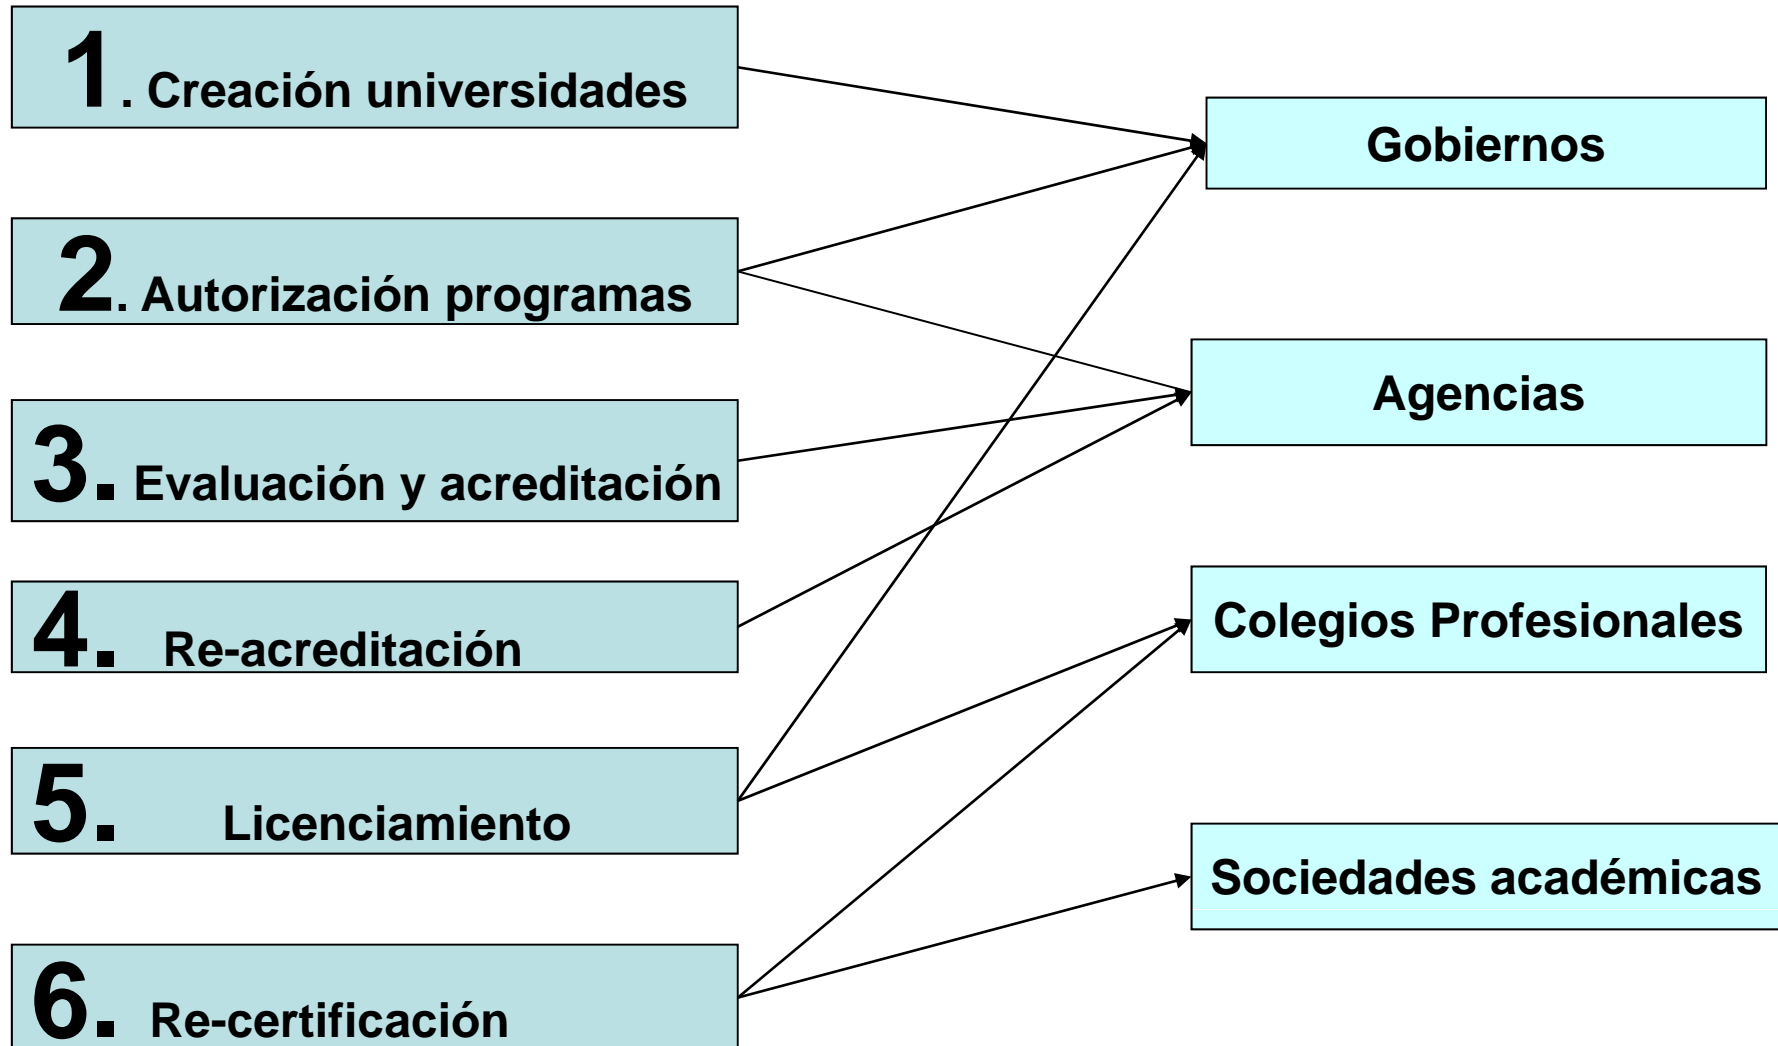 1. Creación universidades
2. Autorización programas
3. Evaluación y acreditación
4. Re-acreditación
5. Licenciamiento
6. Re-certificación
Gobiernos
Agencias
Colegios Profesionales
Sociedades académicas